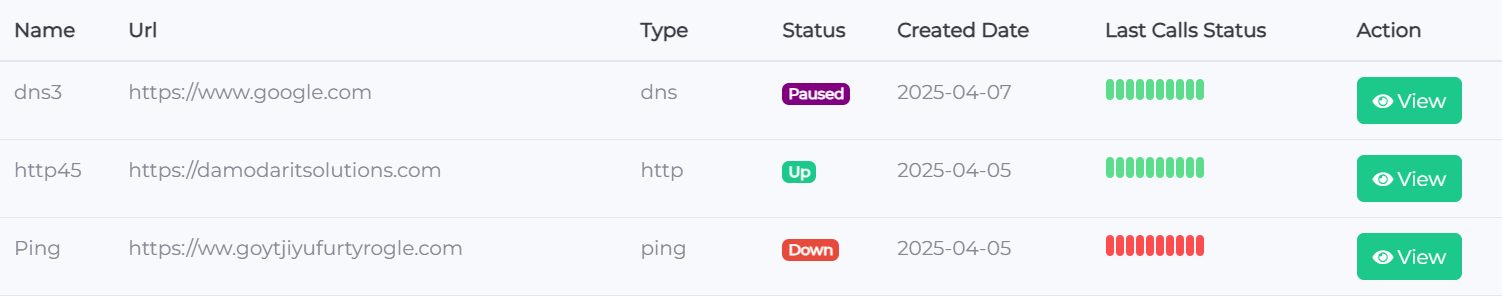 Name Url Type Status Created Date Last Calls Status Action
dns3 https://www.google.com dns Paused 2025-04-07 View
http45 https://damodaritsolutions.com http Up 2025-04-05 View
Ping https://ww.goytjiyufurtyrogle.com ping Down 2025-04-05 View